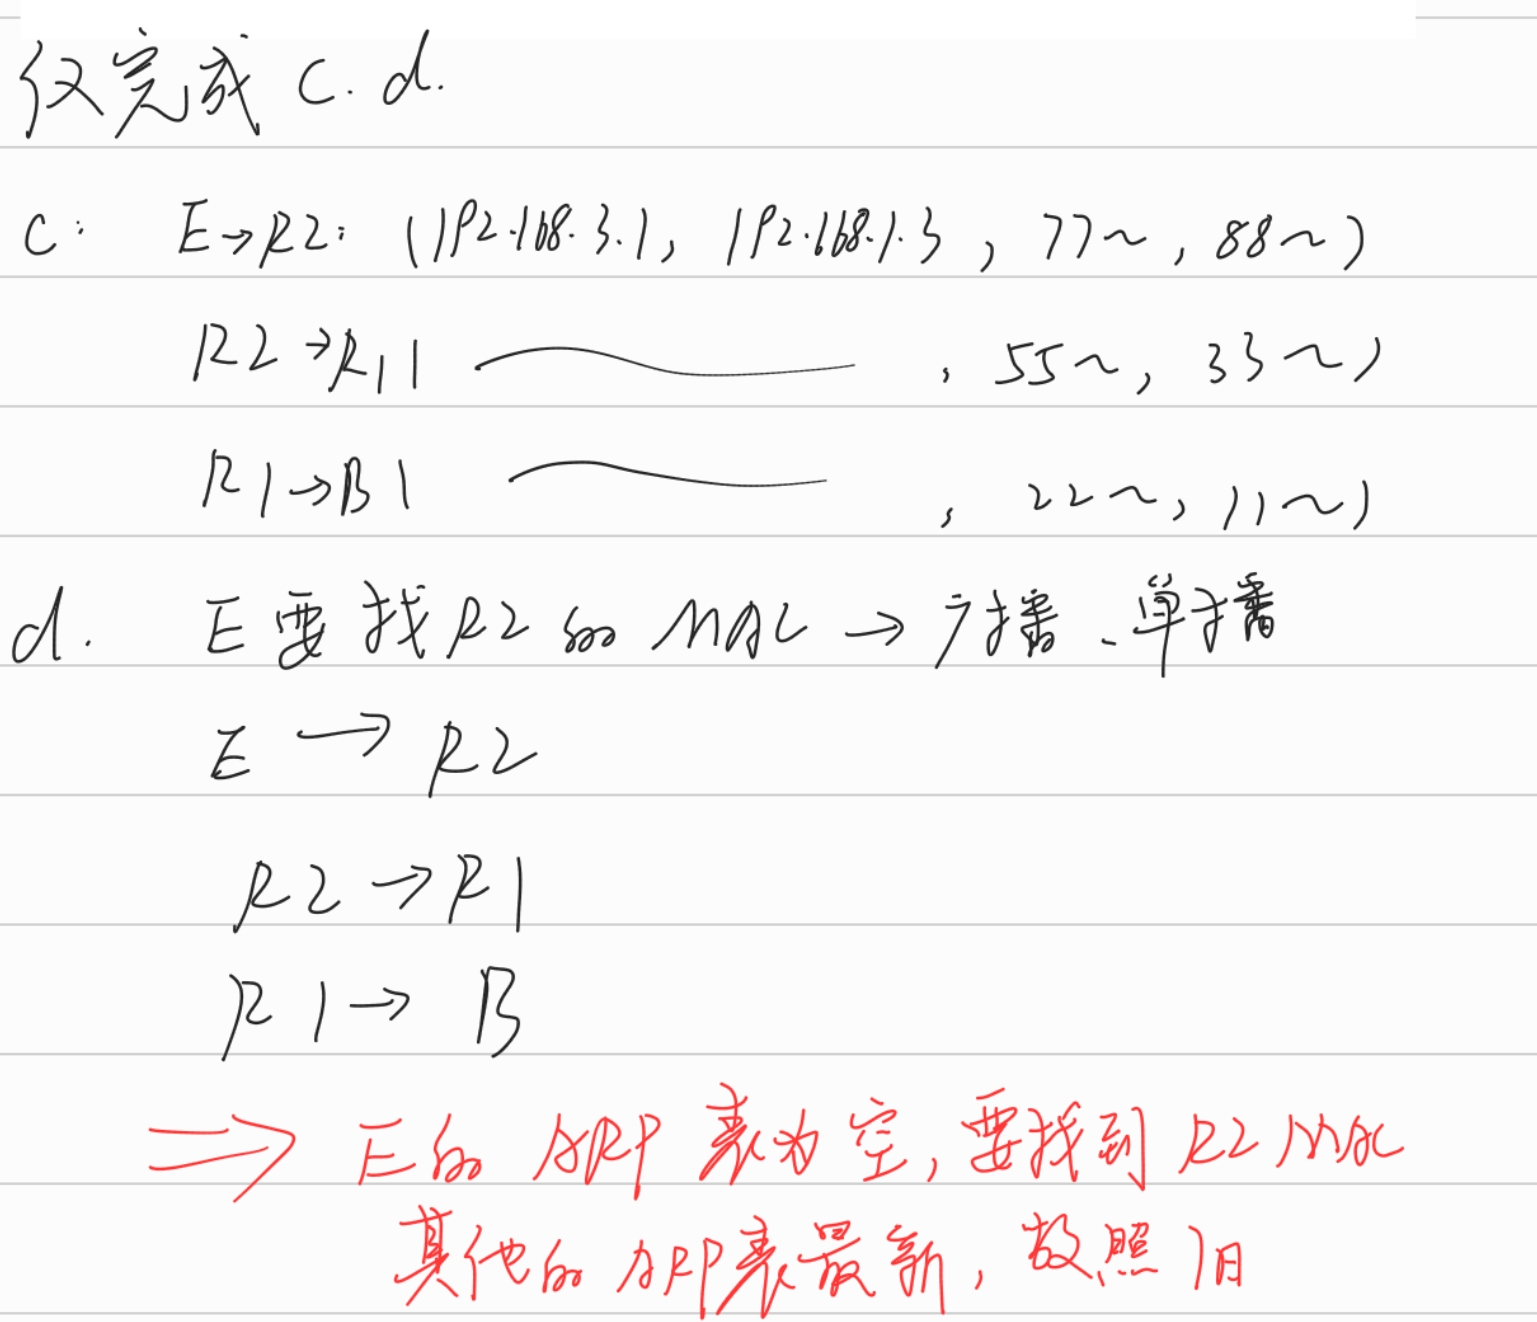 仅完成 c. d.
c: E→R2: (192.168.3.1, 192.168.1.3, 77~, 88~)
R2→R1 ( , 55~, 33~)
R1→B ( , 22~, 11~)
d. E要找R2的MAC→广播、单播
E→R2
R2→R1
R1→B
⇒ E的ARP表为空,要找到R2 MAC
其他的ARP表最新,故照旧